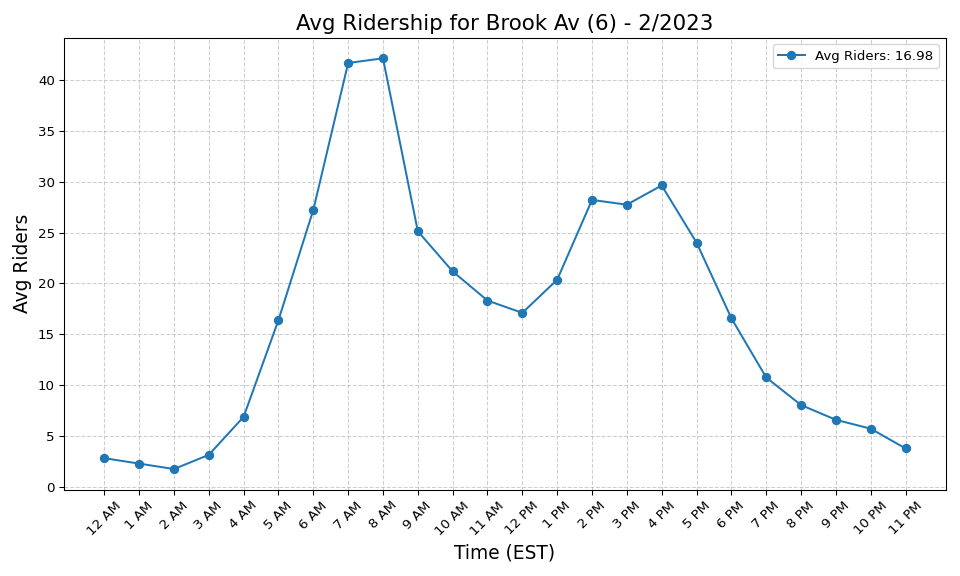 Avg Ridership for Brook Av (6) - 2/2023
Avg Riders: 16.98
Avg Riders
40
35
30
25
20
15
10
5
0
12 AM
1 AM
2 AM
3 AM
4 AM
5 AM
6 AM
7 AM
8 AM
9 AM
10 AM
11 AM
12 PM
1 PM
2 PM
3 PM
4 PM
5 PM
6 PM
7 PM
8 PM
9 PM
10 PM
11 PM
Time (EST)